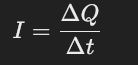 I = ΔQ / Δt